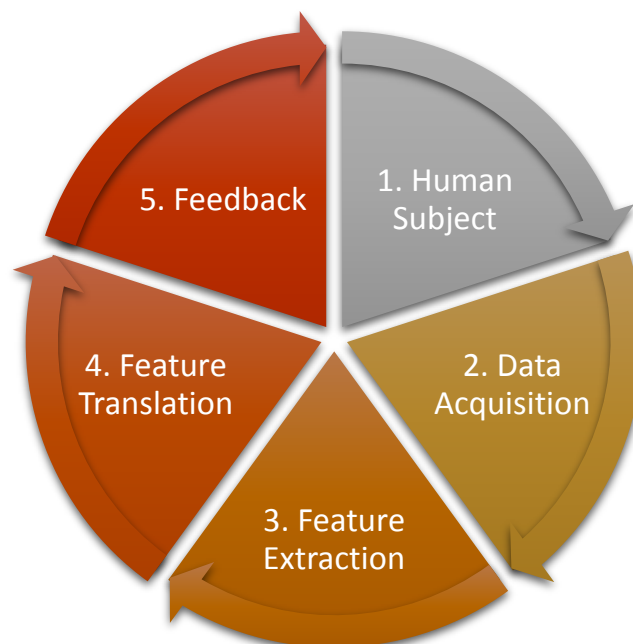 1. Human
Subject
2. Data
Acquisition
3. Feature
Extraction
4. Feature
Translation
5. Feedback